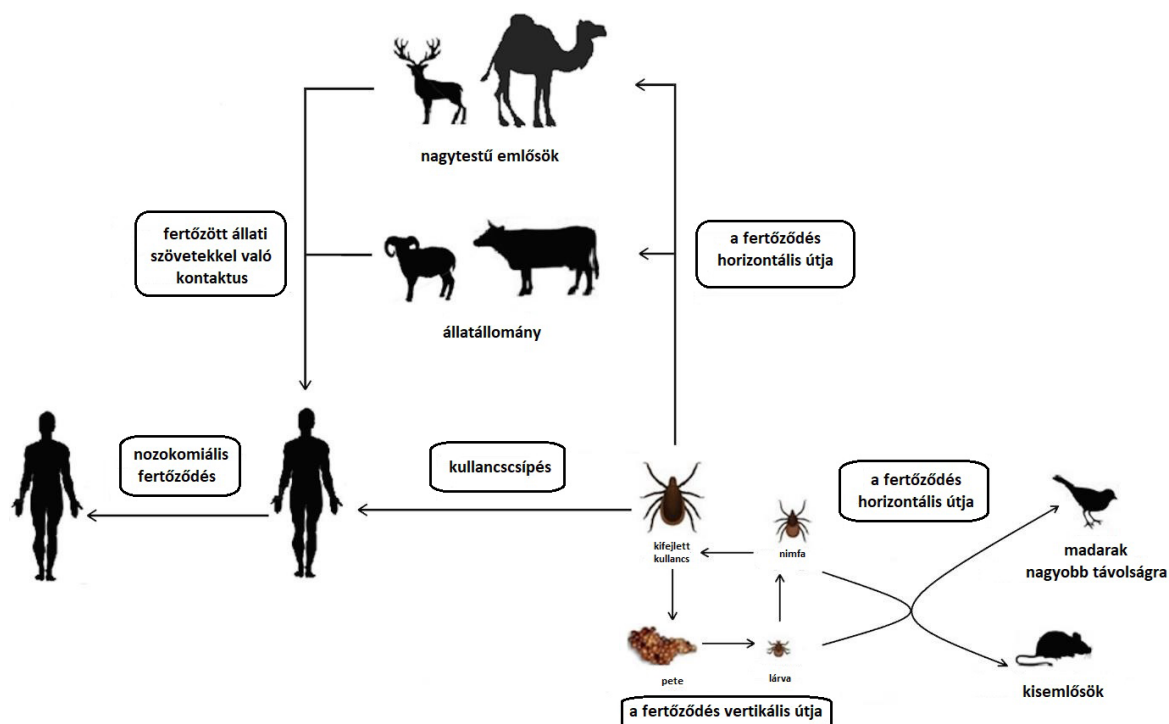 nagytestű emlősök
fertőzött állati
szövetekkel való
kontaktus
a fertőződés
horizontális útja
állatállomány
nozokomiális
fertőződés
kullancscsípés
a fertőződés
horizontális útja
kifejlett
kullancs
nimfa
madarak
nagyobb távolságra
pete
lárva
kisemlősök
a fertőződés vertikális útja